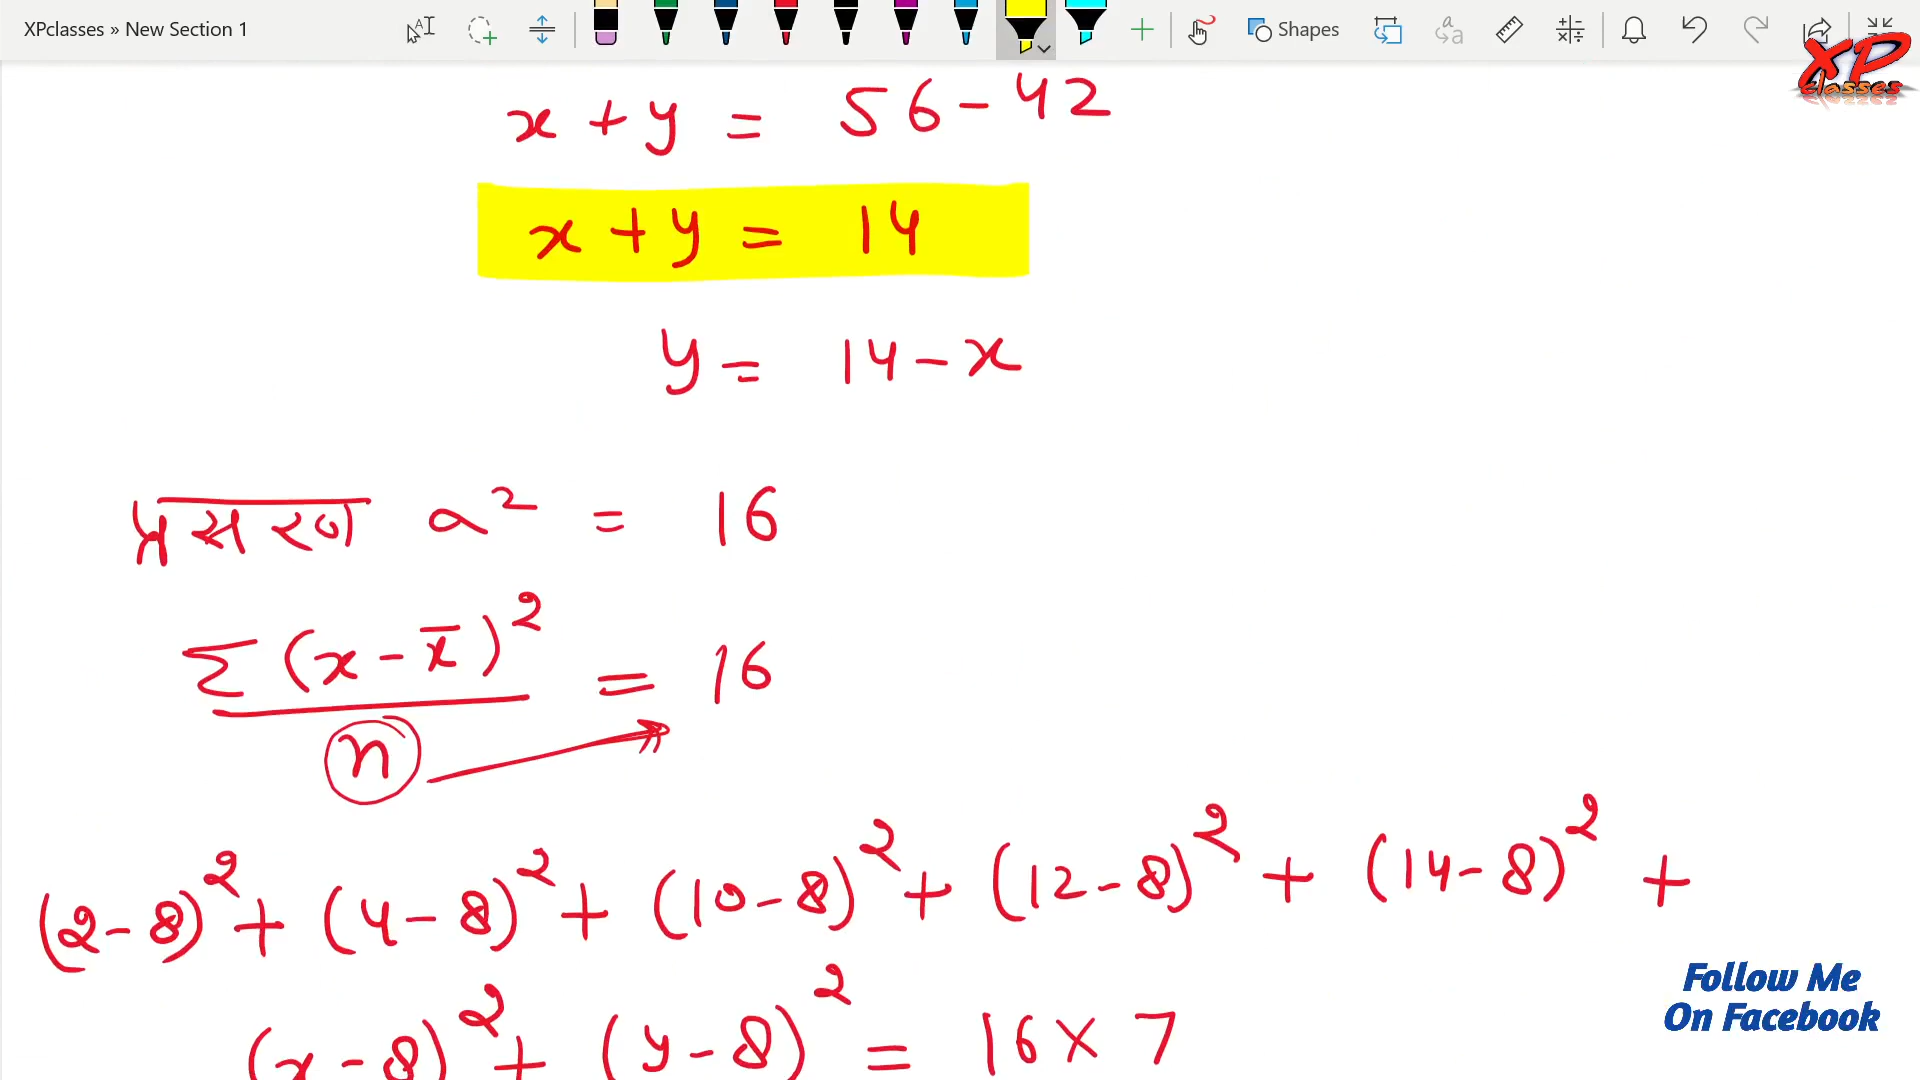 XPclasses » New Section 1
Shapes
XP classes
x + y = 56 - 42
x + y = 14
y = 14 - x
प्रसरण σ² = 16
Σ (x - x̄)² / n = 16
(2 - 8)² + (4 - 8)² + (10 - 8)² + (12 - 8)² + (14 - 8)² +
(x - 8)² + (y - 8)² = 16 × 7
Follow Me
On Facebook